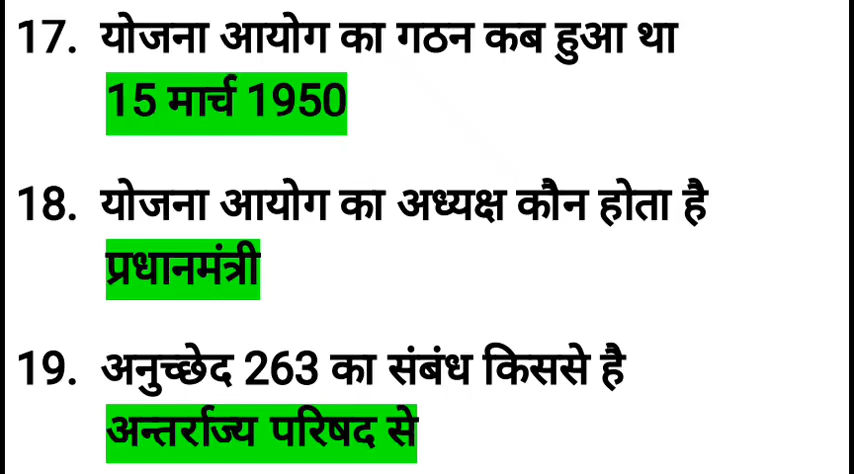 17. योजना आयोग का गठन कब हुआ था
15 मार्च 1950
18. योजना आयोग का अध्यक्ष कौन होता है
प्रधानमंत्री
19. अनुच्छेद 263 का संबंध किससे है
अन्तर्राज्य परिषद से